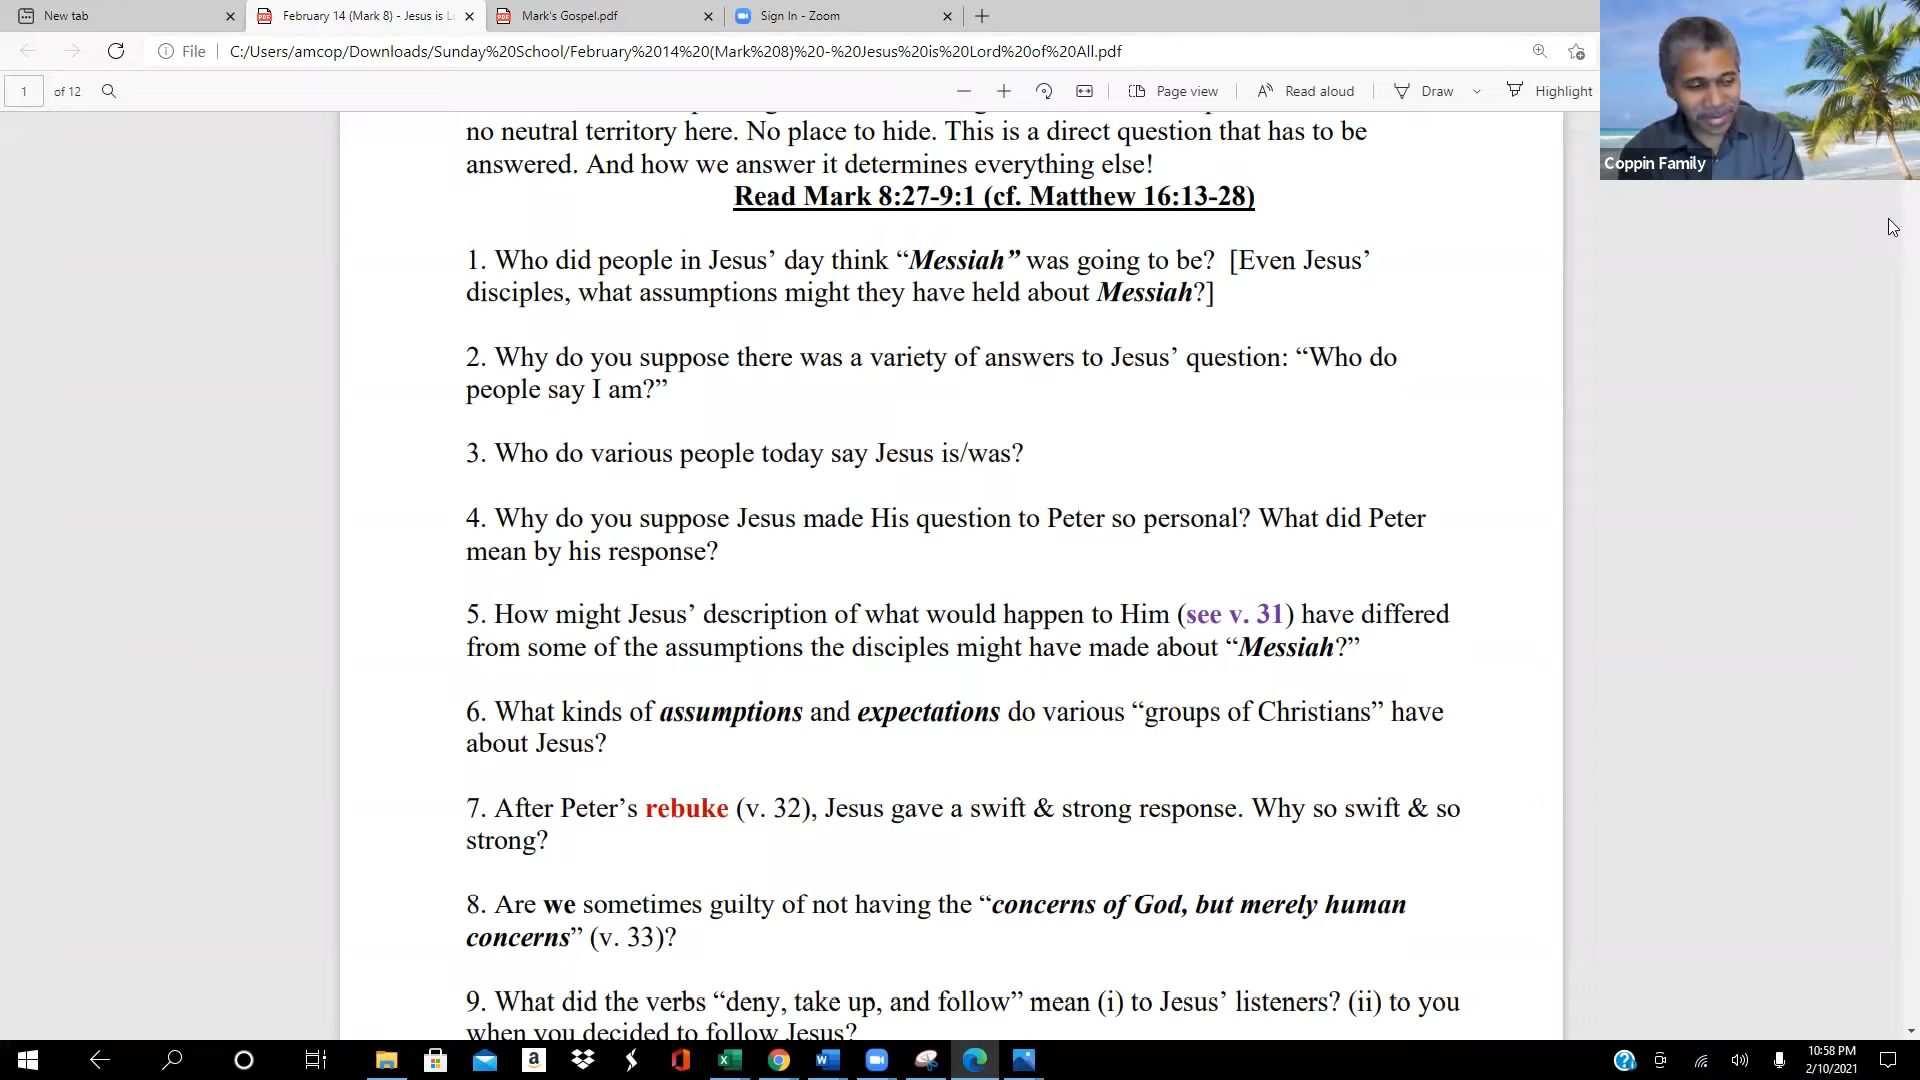 New tab
February 14 (Mark 8) - Jesus is Lo
Mark's Gospel.pdf
Sign In - Zoom
File
C:/Users/amcop/Downloads/Sunday%20School/February%2014%20(Mark%208)%20-%20Jesus%20is%20Lord%20of%20All.pdf
1 of 12
Page view
Read aloud
Draw
Highlight
Coppin Family
no neutral territory here. No place to hide. This is a direct question that has to be
answered. And how we answer it determines everything else!
Read Mark 8:27-9:1 (cf. Matthew 16:13-28)
1. Who did people in Jesus’ day think “Messiah” was going to be? [Even Jesus’
disciples, what assumptions might they have held about Messiah?]
2. Why do you suppose there was a variety of answers to Jesus’ question: “Who do
people say I am?”
3. Who do various people today say Jesus is/was?
4. Why do you suppose Jesus made His question to Peter so personal? What did Peter
mean by his response?
5. How might Jesus’ description of what would happen to Him (see v. 31) have differed
from some of the assumptions the disciples might have made about “Messiah?”
6. What kinds of assumptions and expectations do various “groups of Christians” have
about Jesus?
7. After Peter’s rebuke (v. 32), Jesus gave a swift & strong response. Why so swift & so
strong?
8. Are we sometimes guilty of not having the “concerns of God, but merely human
concerns” (v. 33)?
9. What did the verbs “deny, take up, and follow” mean (i) to Jesus’ listeners? (ii) to you
when you decided to follow Jesus?
10:58 PM
2/10/2021